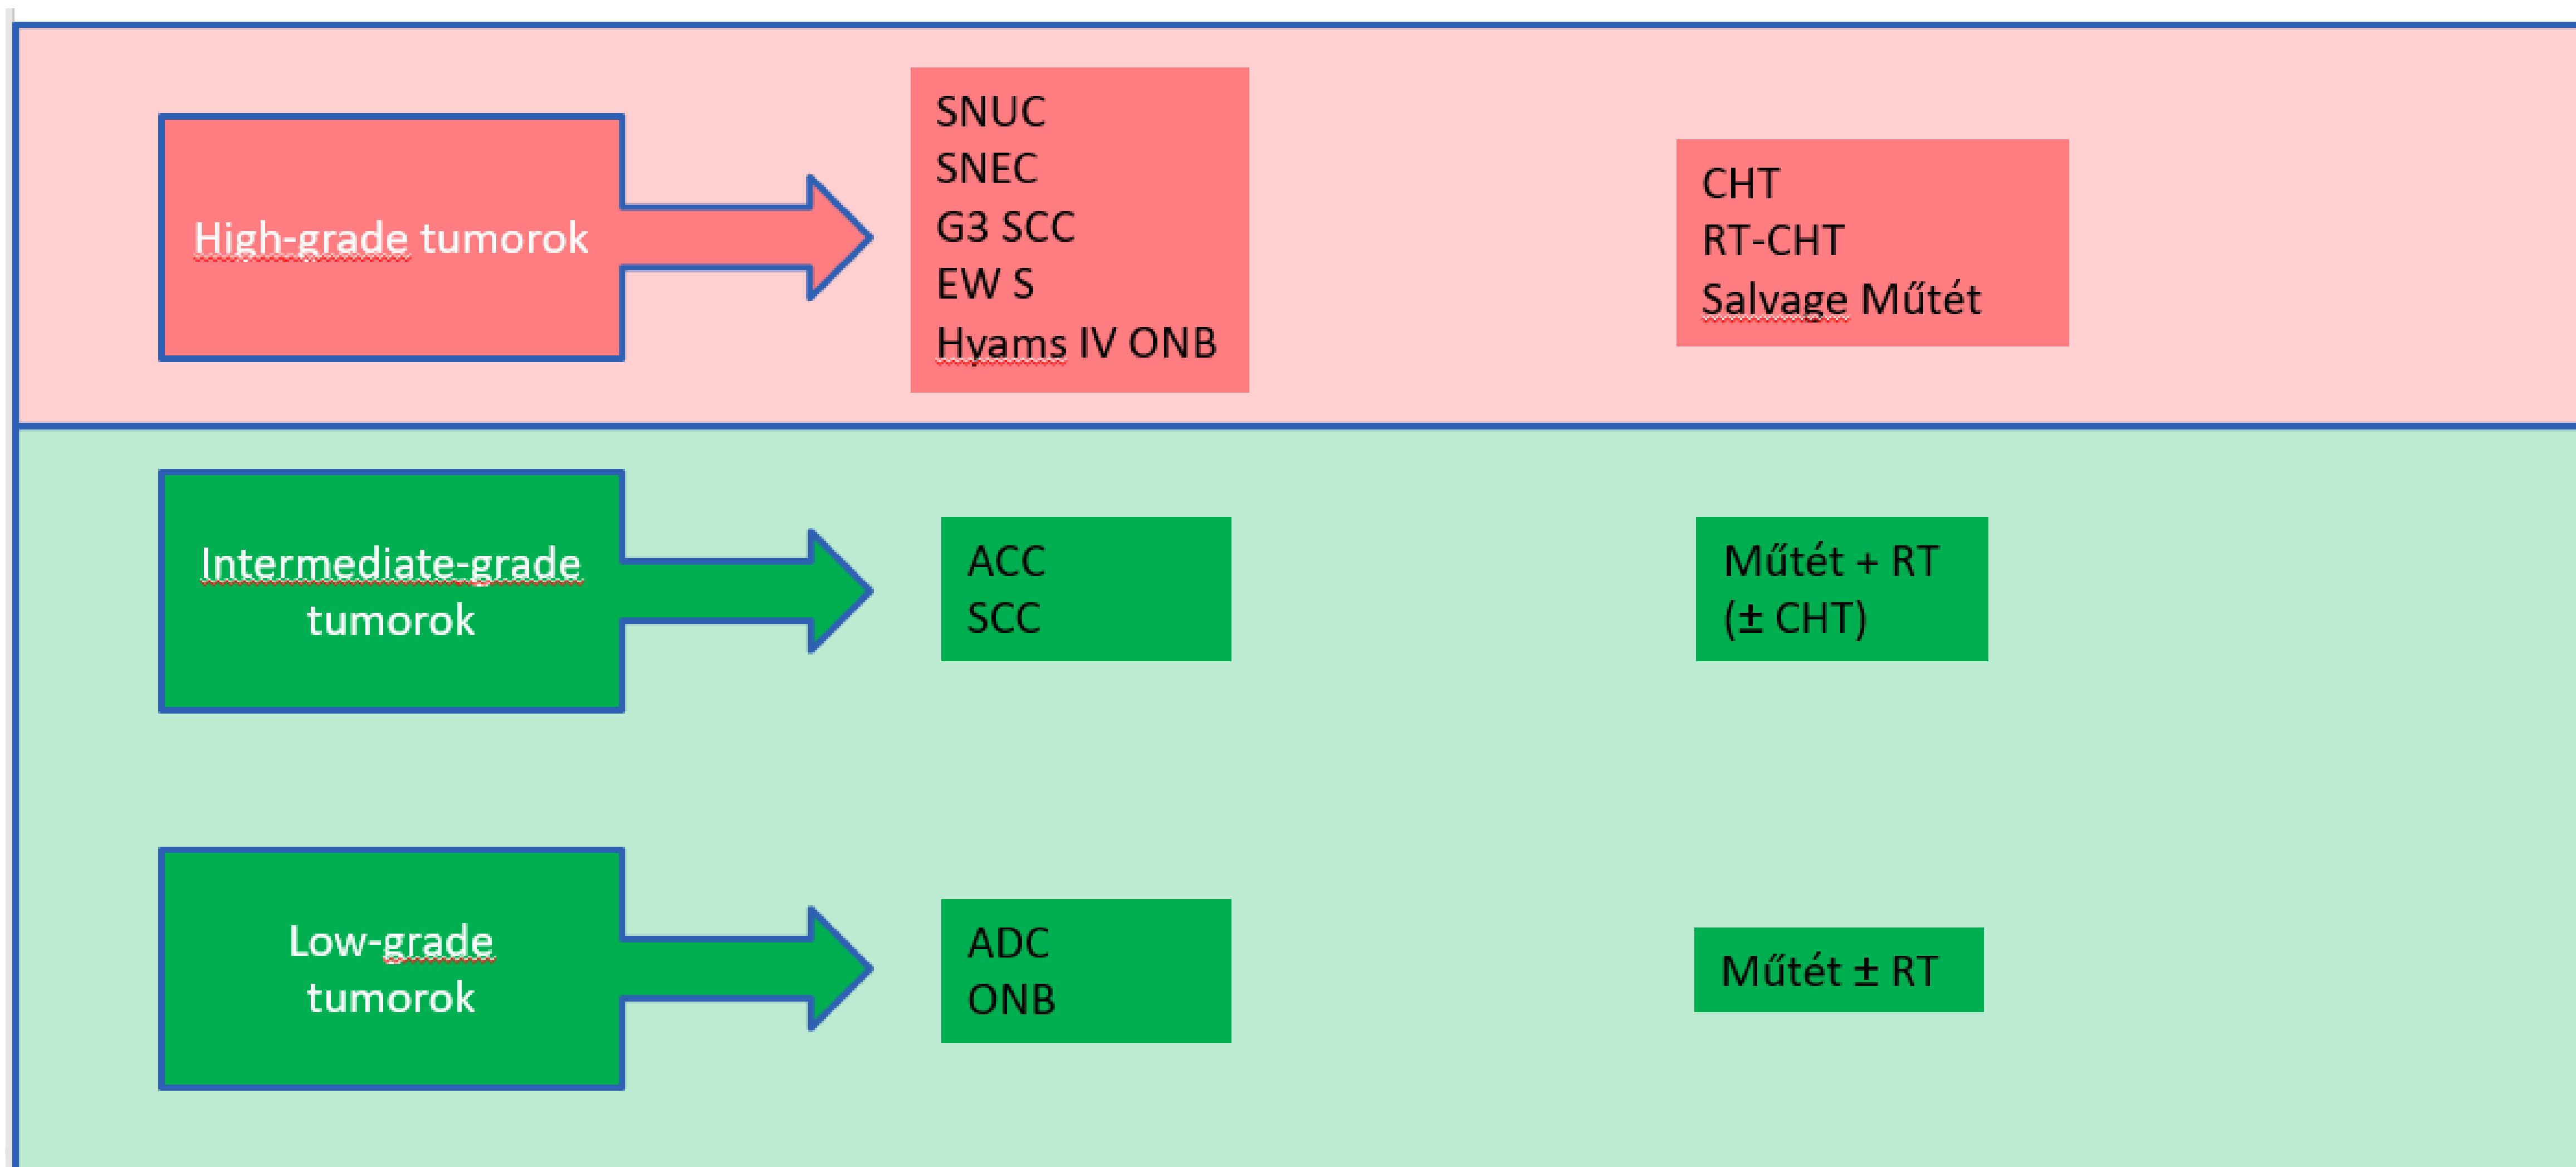 High-grade tumorok
SNUC
SNEC
G3 SCC
EW S
Hyams IV ONB
CHT
RT-CHT
Salvage Műtét
Intermediate-grade
tumorok
ACC
SCC
Műtét + RT
(± CHT)
Low-grade
tumorok
ADC
ONB
Műtét ± RT